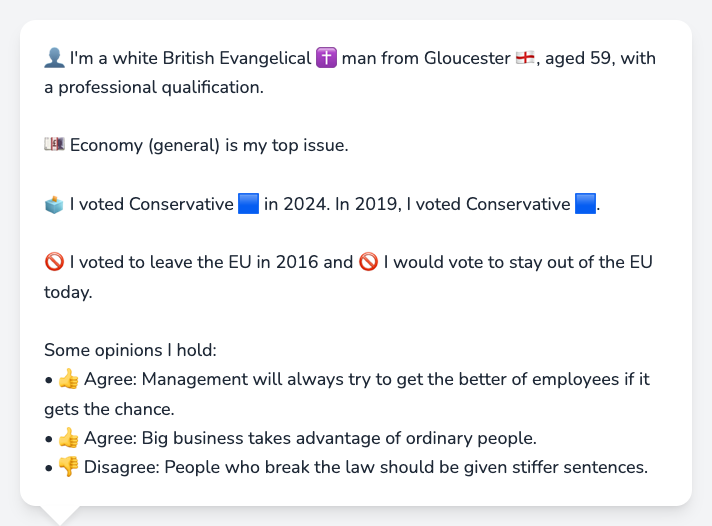 👤 I'm a white British Evangelical ✝️ man from Gloucester 🏴󠁧󠁢󠁥󠁮󠁧󠁿, aged 59, with
a professional qualification.
💷 Economy (general) is my top issue.
🗳️ I voted Conservative 🟦 in 2024. In 2019, I voted Conservative 🟦.
🚫 I voted to leave the EU in 2016 and 🚫 I would vote to stay out of the EU
today.
Some opinions I hold:
• 👍 Agree: Management will always try to get the better of employees if it
gets the chance.
• 👍 Agree: Big business takes advantage of ordinary people.
• 👎 Disagree: People who break the law should be given stiffer sentences.